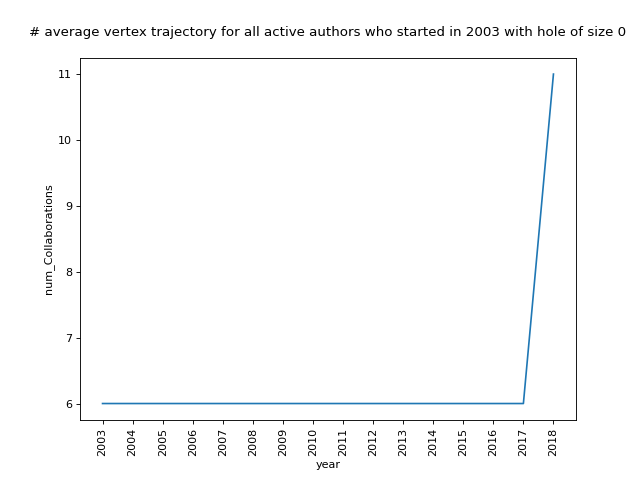 # average vertex trajectory for all active authors who started in 2003 with hole of size 0
11
10
9
8
7
6
num_Collaborations
2003 2004 2005 2006 2007 2008 2009 2010 2011 2012 2013 2014 2015 2016 2017 2018
year